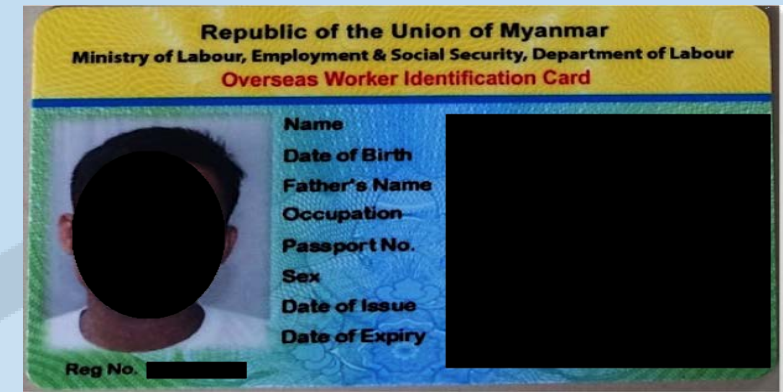 Republic of the Union of Myanmar
Ministry of Labour, Employment & Social Security, Department of Labour
Overseas Worker Identification Card
Name
Date of Birth
Father's Name
Occupation
Passport No.
Sex
Date of Issue
Date of Expiry
Reg No.